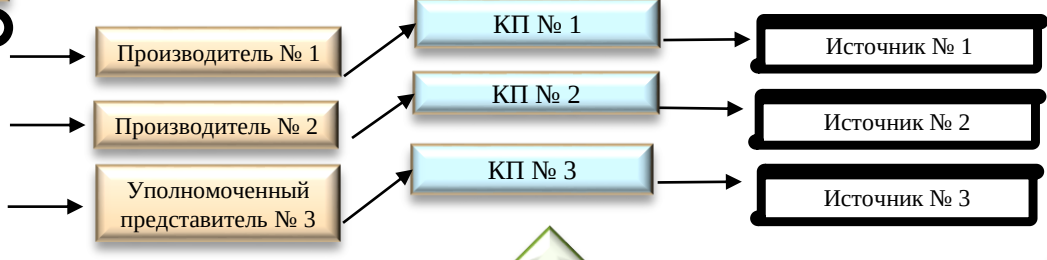 Производитель № 1
КП № 1
Источник № 1
Производитель № 2
КП № 2
Источник № 2
Уполномоченный
представитель № 3
КП № 3
Источник № 3